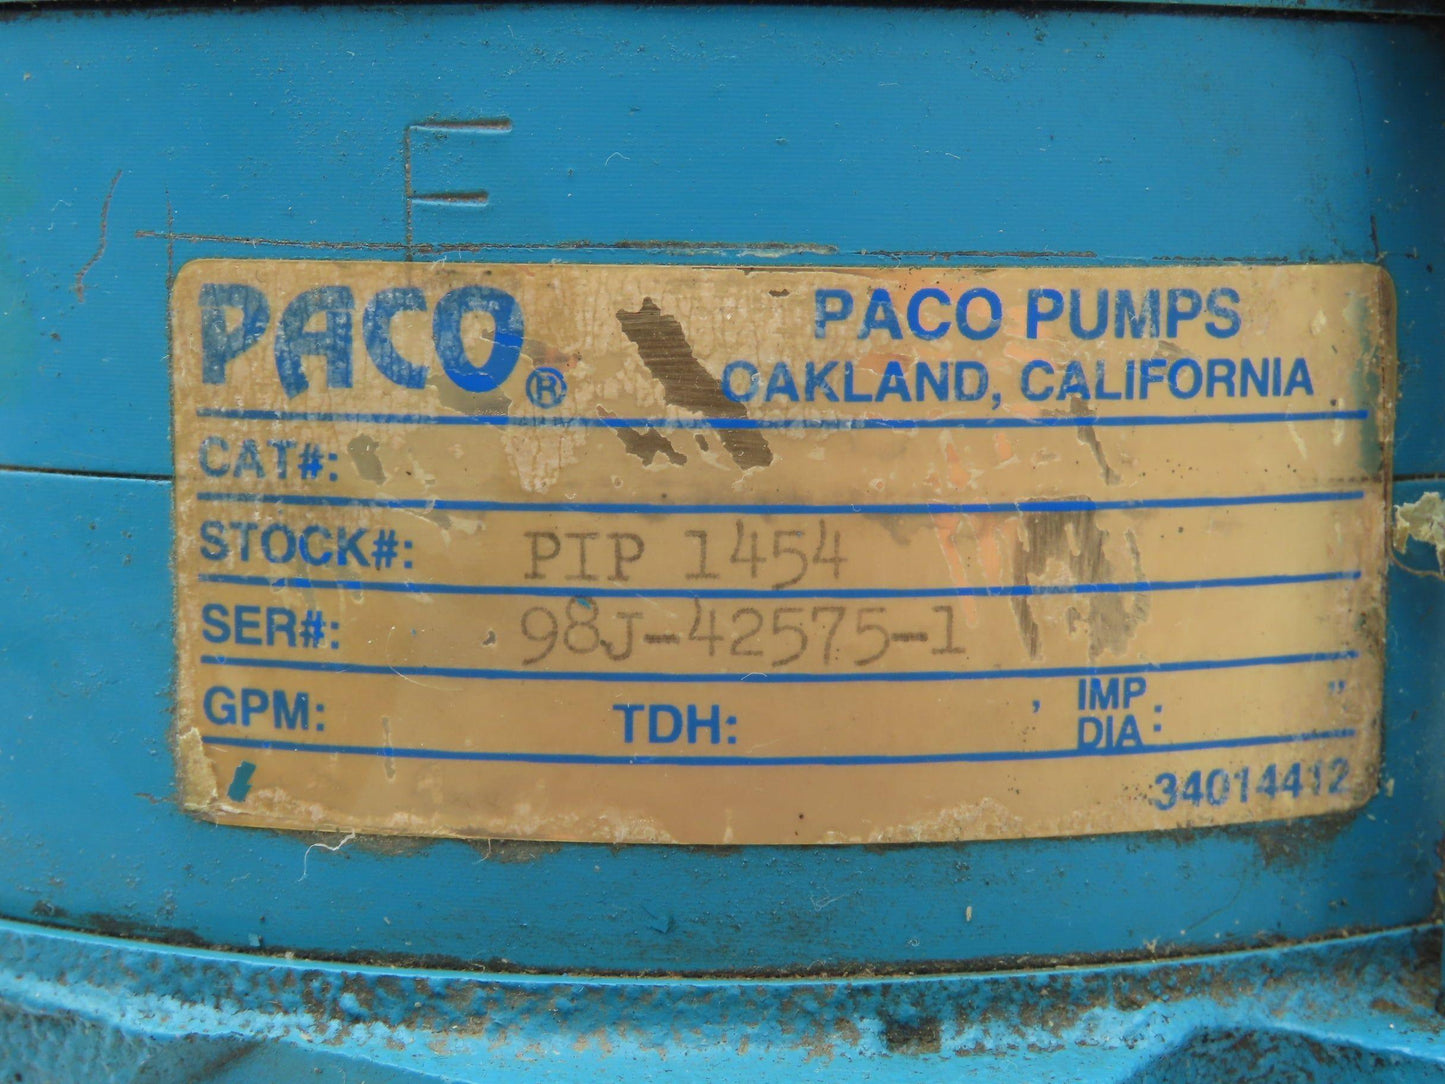 F
PACO ® PACO PUMPS
OAKLAND, CALIFORNIA
CAT#:
STOCK#: PIP 1454
SER#: 98J-42575-1
GPM: TDH: ' IMP DIA: "
34014412